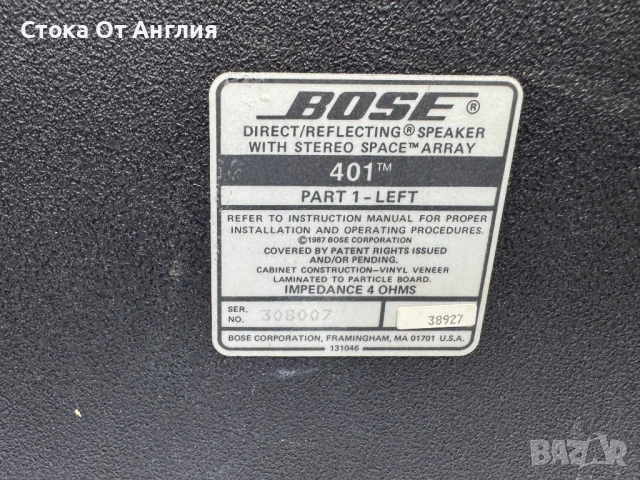 Стока От Англия
BOSE ®
DIRECT/REFLECTING® SPEAKER
WITH STEREO SPACE™ ARRAY
401™
PART 1-LEFT
REFER TO INSTRUCTION MANUAL FOR PROPER
INSTALLATION AND OPERATING PROCEDURES.
©1987 BOSE CORPORATION
COVERED BY PATENT RIGHTS ISSUED
AND/OR PENDING.
CABINET CONSTRUCTION—VINYL VENEER
LAMINATED TO PARTICLE BOARD.
IMPEDANCE 4 OHMS
SER. NO. 308007 38927
BOSE CORPORATION, FRAMINGHAM, MA 01701 U.S.A.
131046
BAZAR